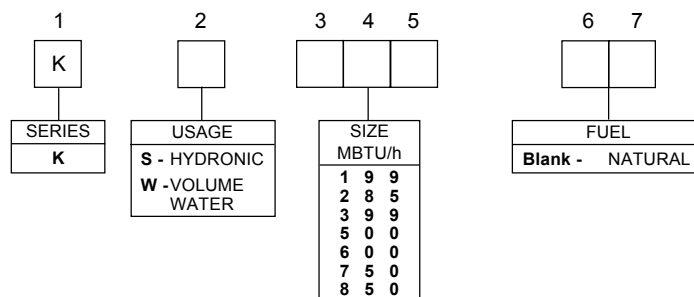 1 2 3 4 5 6 7
K
SERIES
K
USAGE
S - HYDRONIC
W -VOLUME
WATER
SIZE
MBTU/h
1 9 9
2 8 5
3 9 9
5 0 0
6 0 0
7 5 0
8 5 0
FUEL
Blank - NATURAL